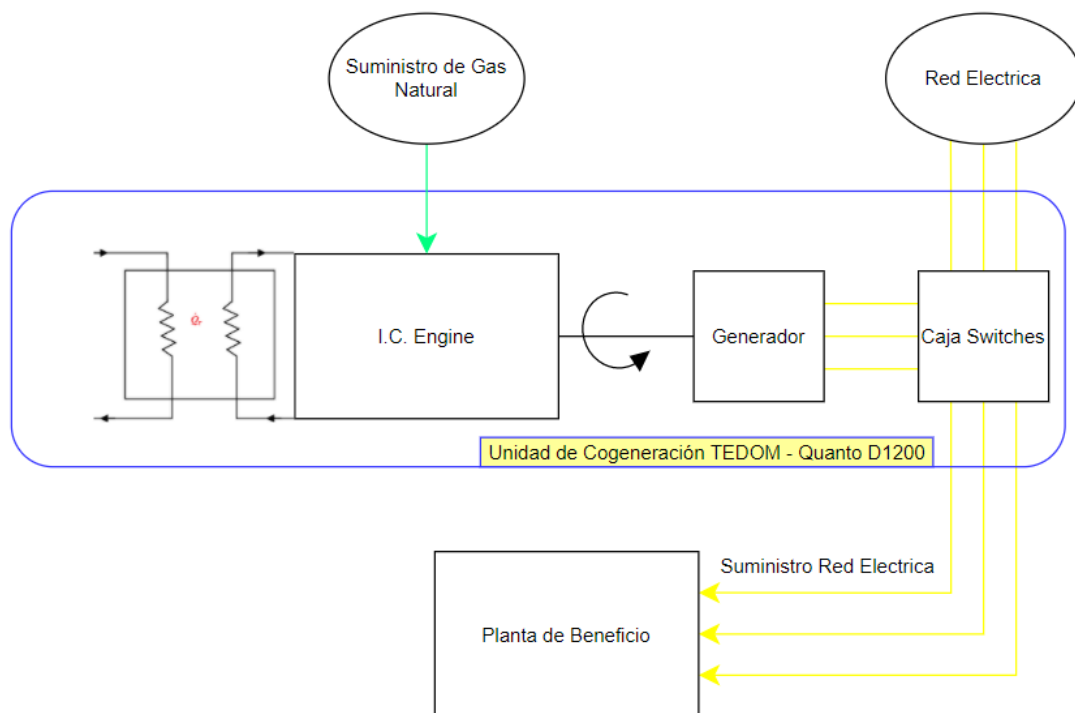 Suministro de Gas
Natural
Red Electrica
I.C. Engine
Generador
Caja Switches
Unidad de Cogeneración TEDOM - Quanto D1200
Suministro Red Electrica
Planta de Beneficio